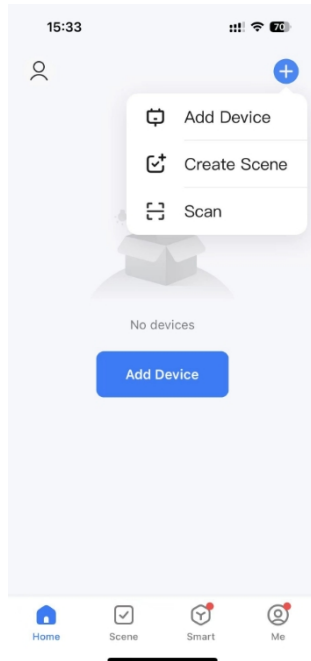 15:33
70
Add Device
Create Scene
Scan
No devices
Add Device
Home
Scene
Smart
Me